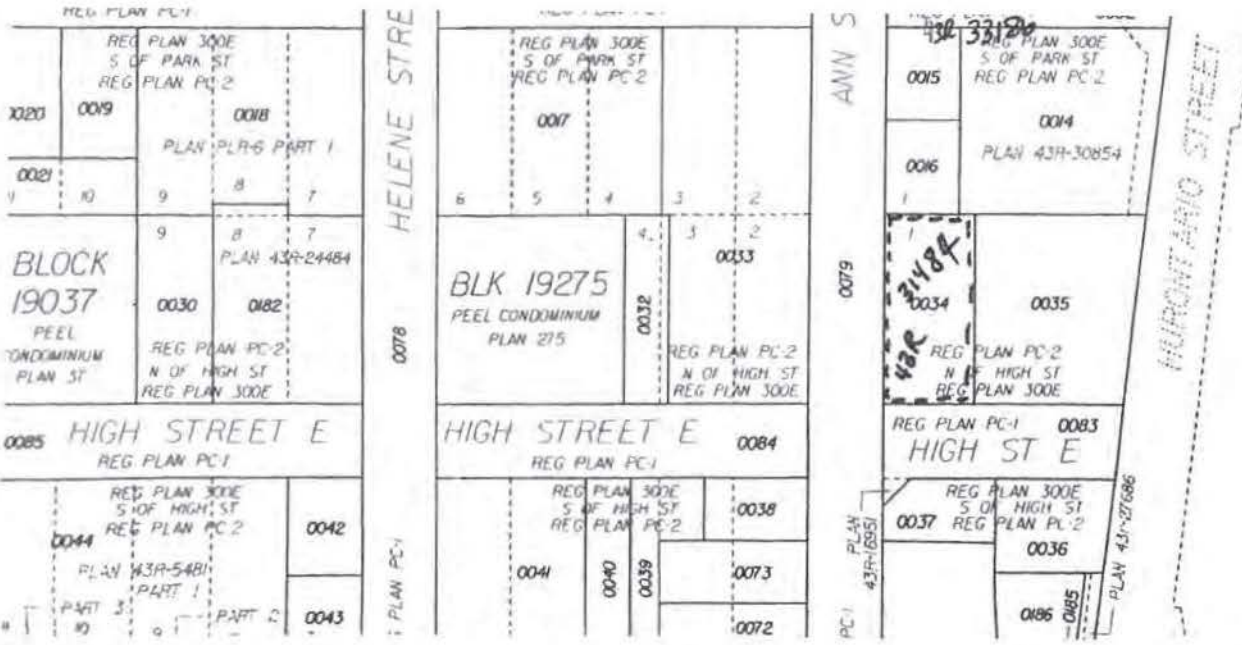 REG PLAN PC-1
REG PLAN 300E
S OF PARK ST
REG PLAN PC-2
0020
0019
0018
PLAN PLR-6 PART 1
0021
10
9
8
7
9
8
7
PLAN 43R-24484
BLOCK
19037
PEEL
CONDOMINIUM
PLAN 37
0030
0182
REG PLAN PC-2
N OF HIGH ST
REG PLAN 300E
0085
HIGH STREET E
REG PLAN PC-1
REG PLAN 300E
S OF HIGH ST
REG PLAN PC-2
0044
0042
PLAN 43R-5481
PART 1
PART 3
PART 2
0043
10
9
HELENE STRE
0078
PLAN PC-1
REG PLAN 300E
S OF PARK ST
REG PLAN PC-2
0017
6
5
4
3
2
4
3
2
0033
BLK 19275
PEEL CONDOMINIUM
PLAN 275
0032
REG PLAN PC-2
N OF HIGH ST
REG PLAN 300E
HIGH STREET E
0084
REG PLAN PC-1
REG PLAN 300E
S OF HIGH ST
REG PLAN PC-2
0038
0041
0040
0039
0073
0072
ANN S
0079
PLAN
43R-16951
PC-1
43R
REG PLAN 300E
S OF PARK ST
REG PLAN PC-2
0015
0014
PLAN 43R-30854
0016
1
1
43R 31484
0034
0035
REG PLAN PC-2
N OF HIGH ST
REG PLAN 300E
REG PLAN PC-1
0083
HIGH ST E
REG PLAN 300E
S OF HIGH ST
REG PLAN PC-2
0037
0036
0186
0185
PLAN 43R-27686
HURONTARIO STREET